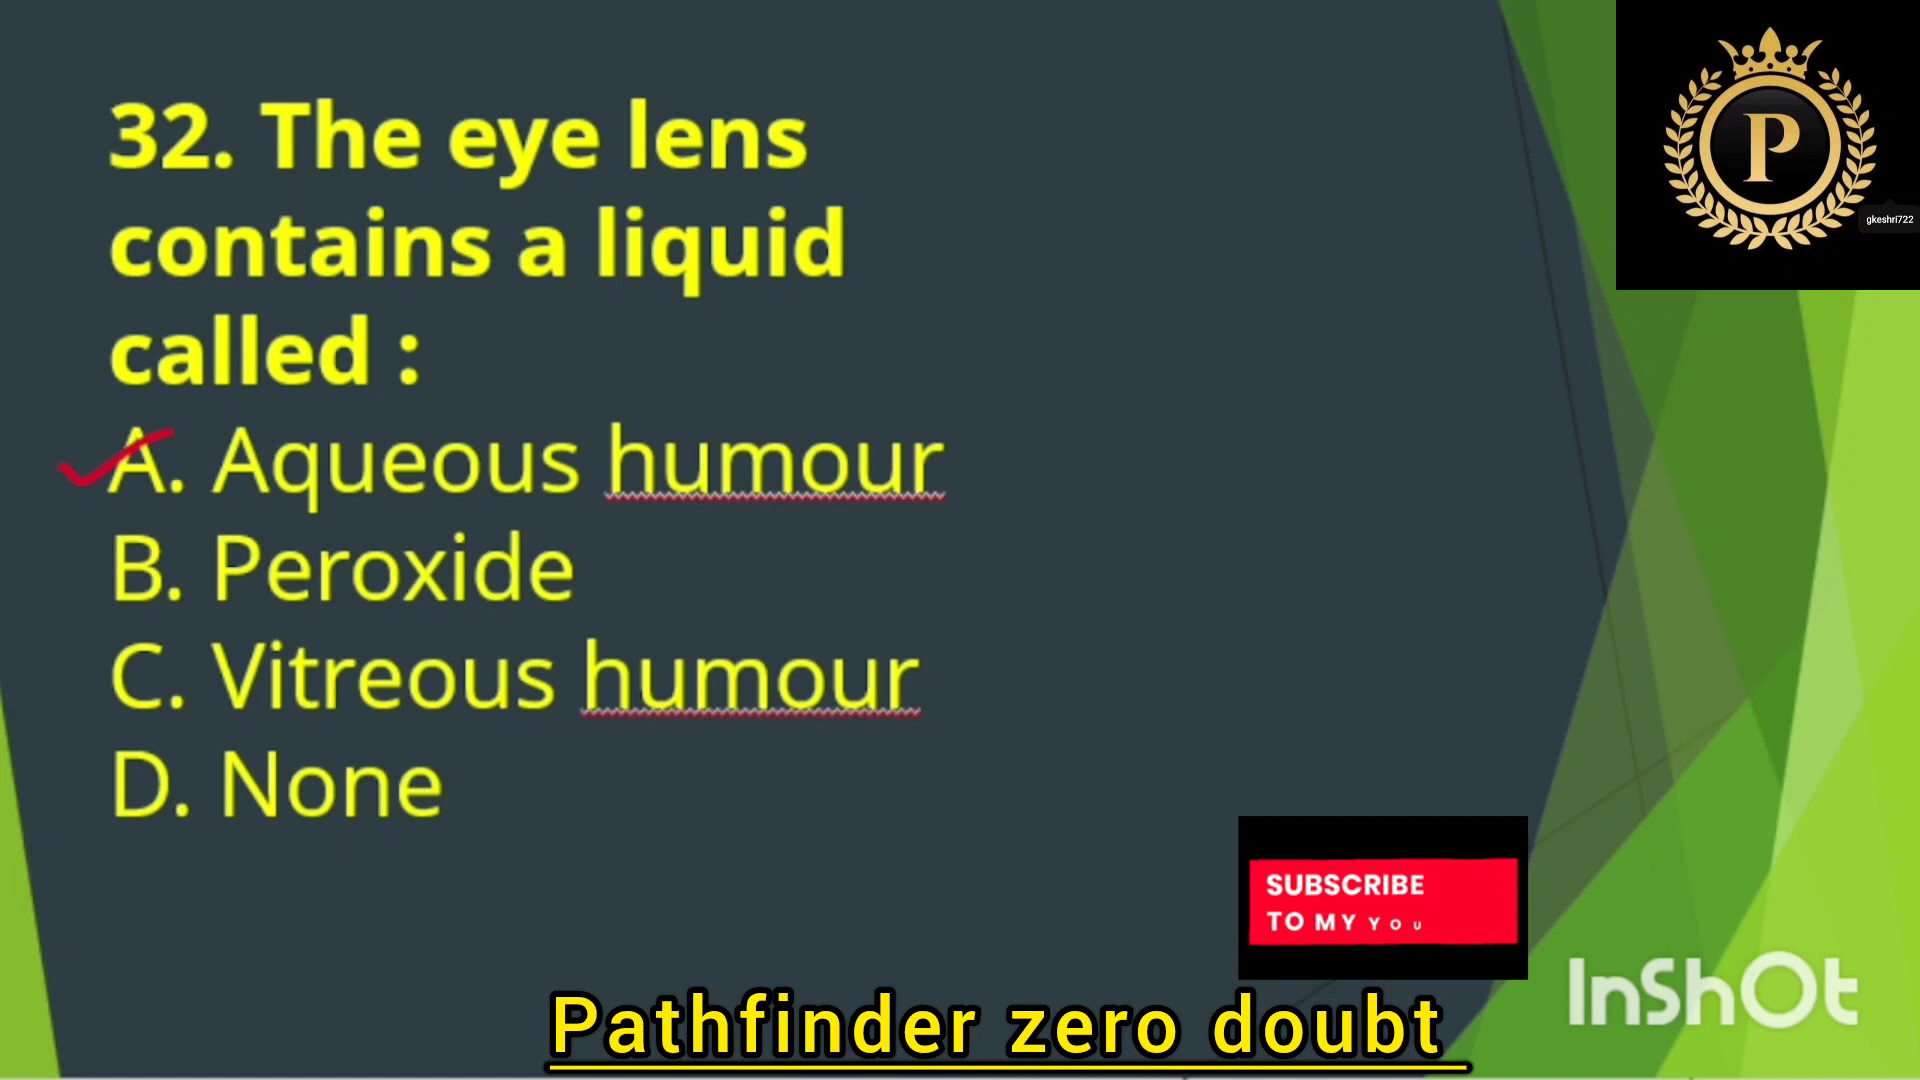 32. The eye lens
contains a liquid
called :
A. Aqueous humour
B. Peroxide
C. Vitreous humour
D. None
P
gkeshri722
SUBSCRIBE
TO MY YOU
InShOt
Pathfinder zero doubt